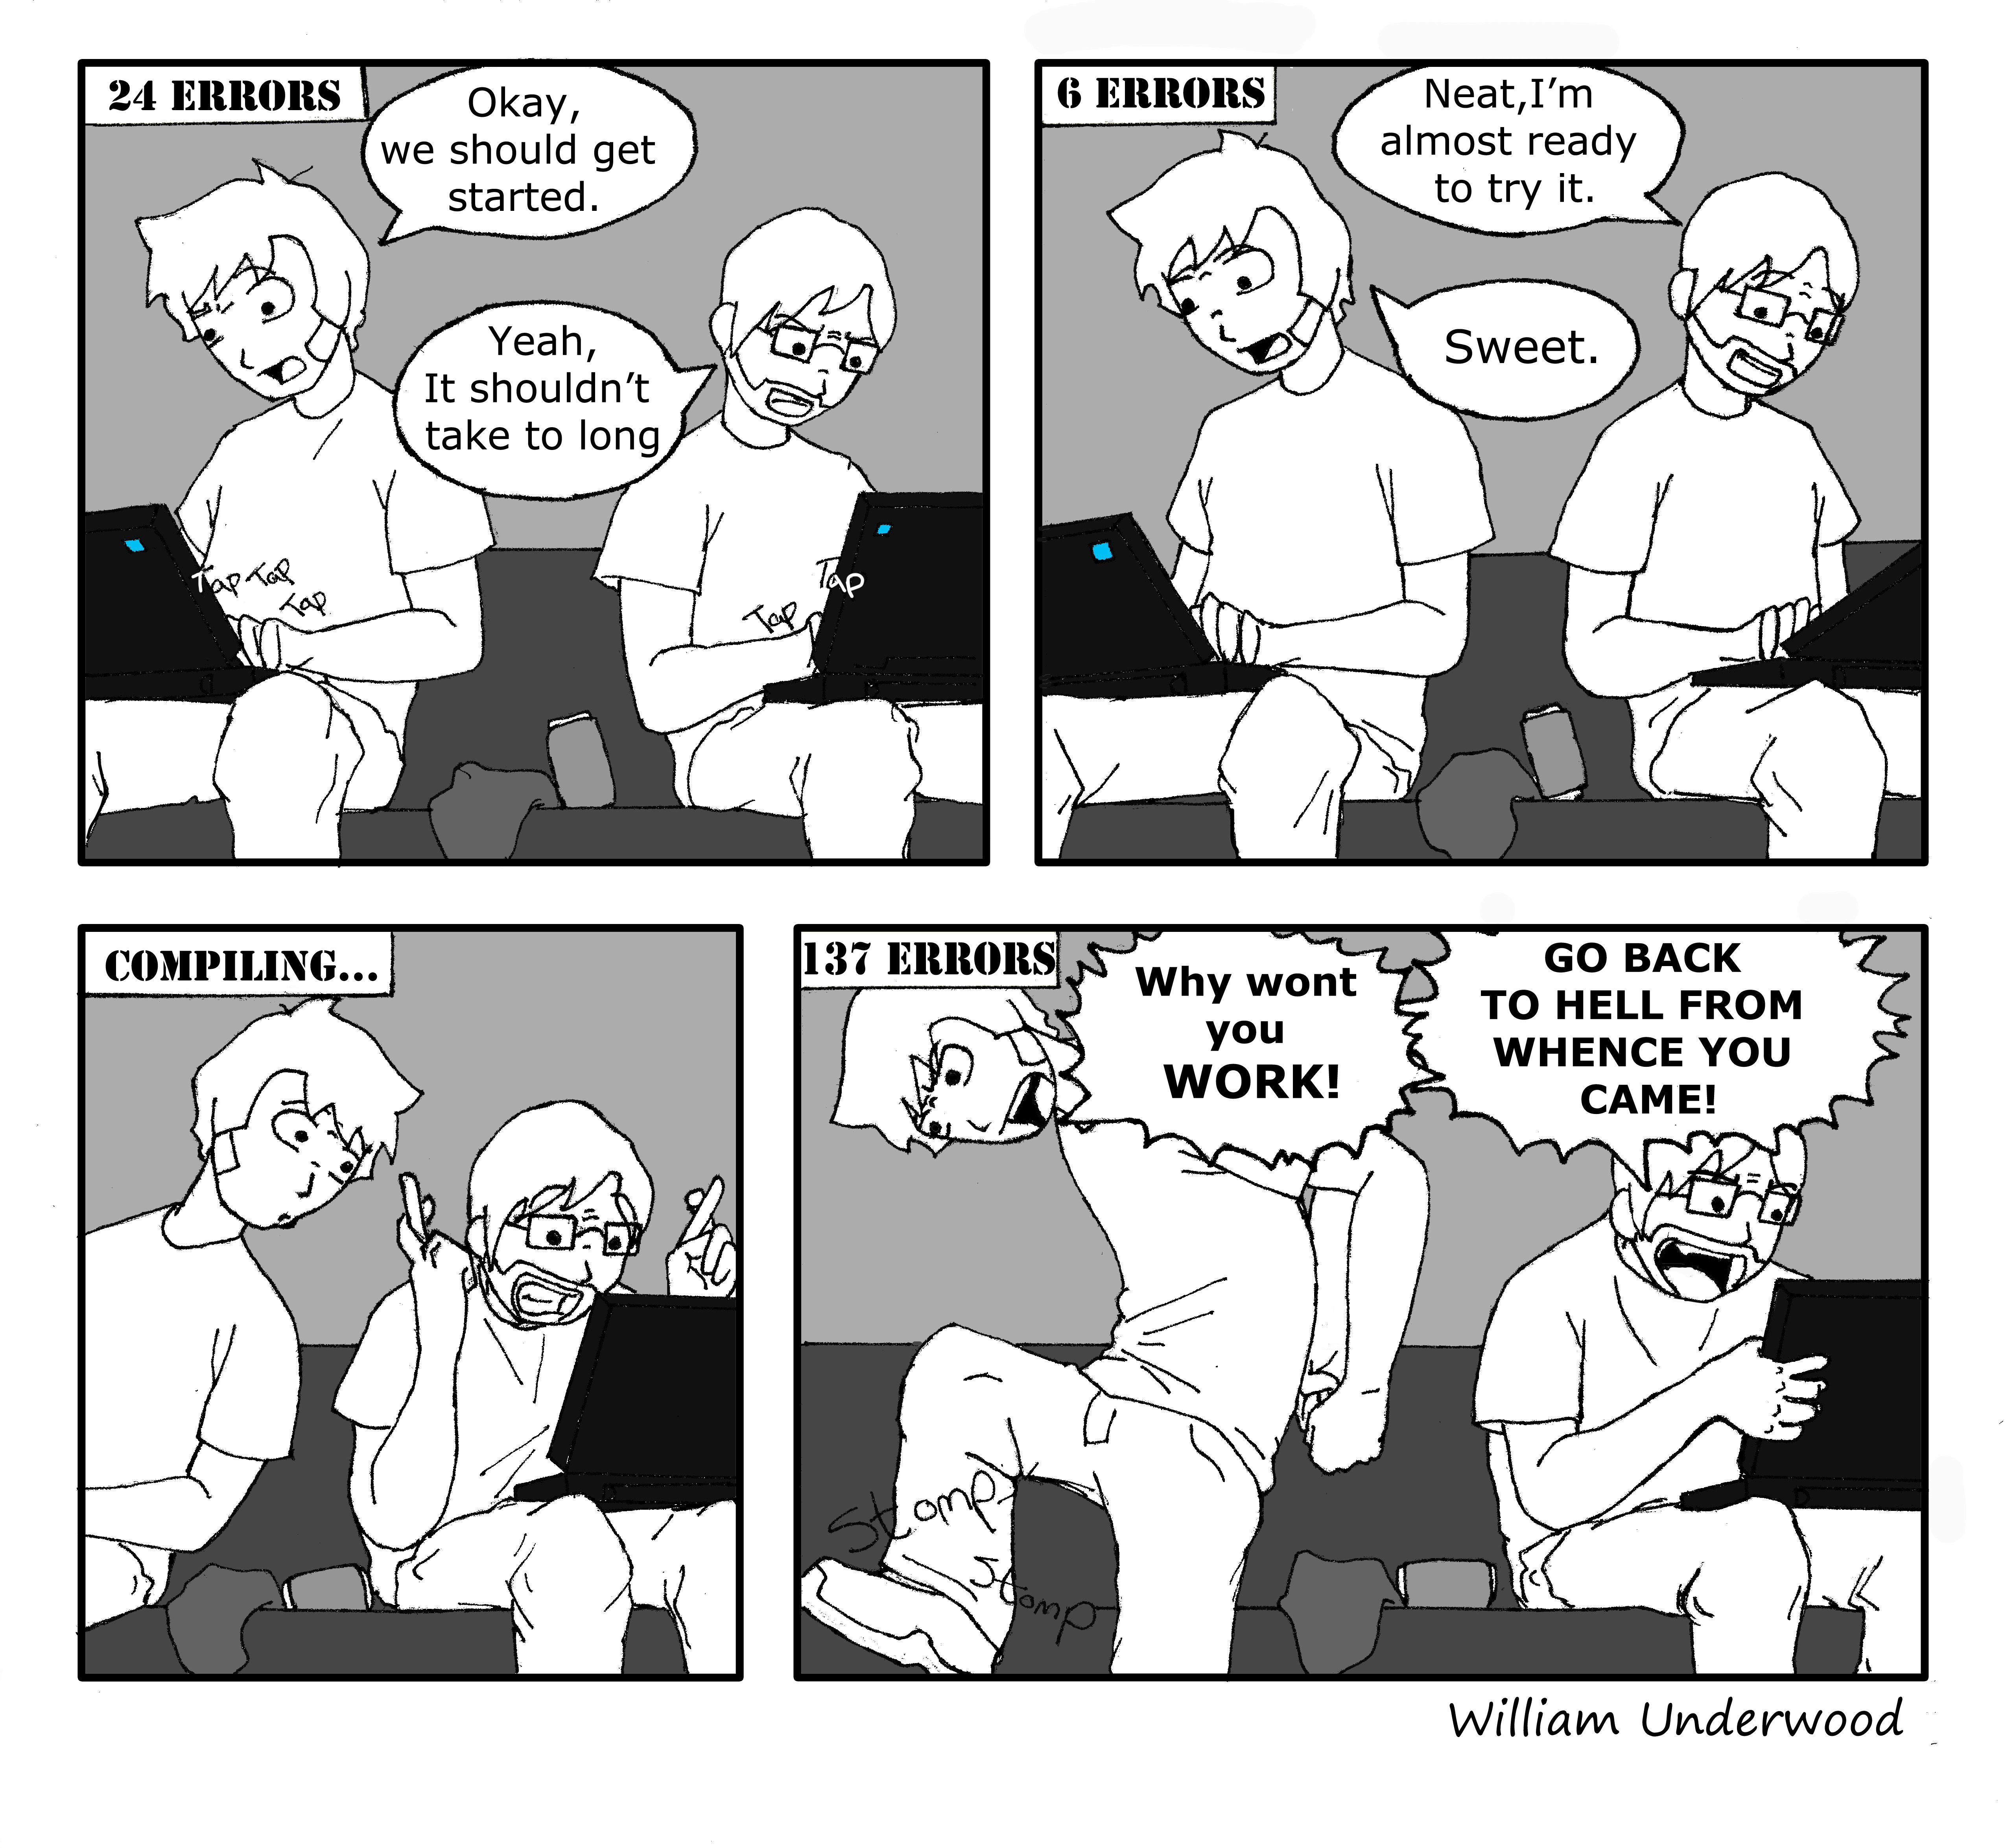 24 ERRORS
Okay,
we should get
started.
Yeah,
It shouldn't
take to long
Tap Tap
Tap
Tap
Tap
6 ERRORS
Neat,I'm
almost ready
to try it.
Sweet.
COMPILING...
137 ERRORS
Why wont
you
WORK!
GO BACK
TO HELL FROM
WHENCE YOU
CAME!
Stomp
Stomp
William Underwood